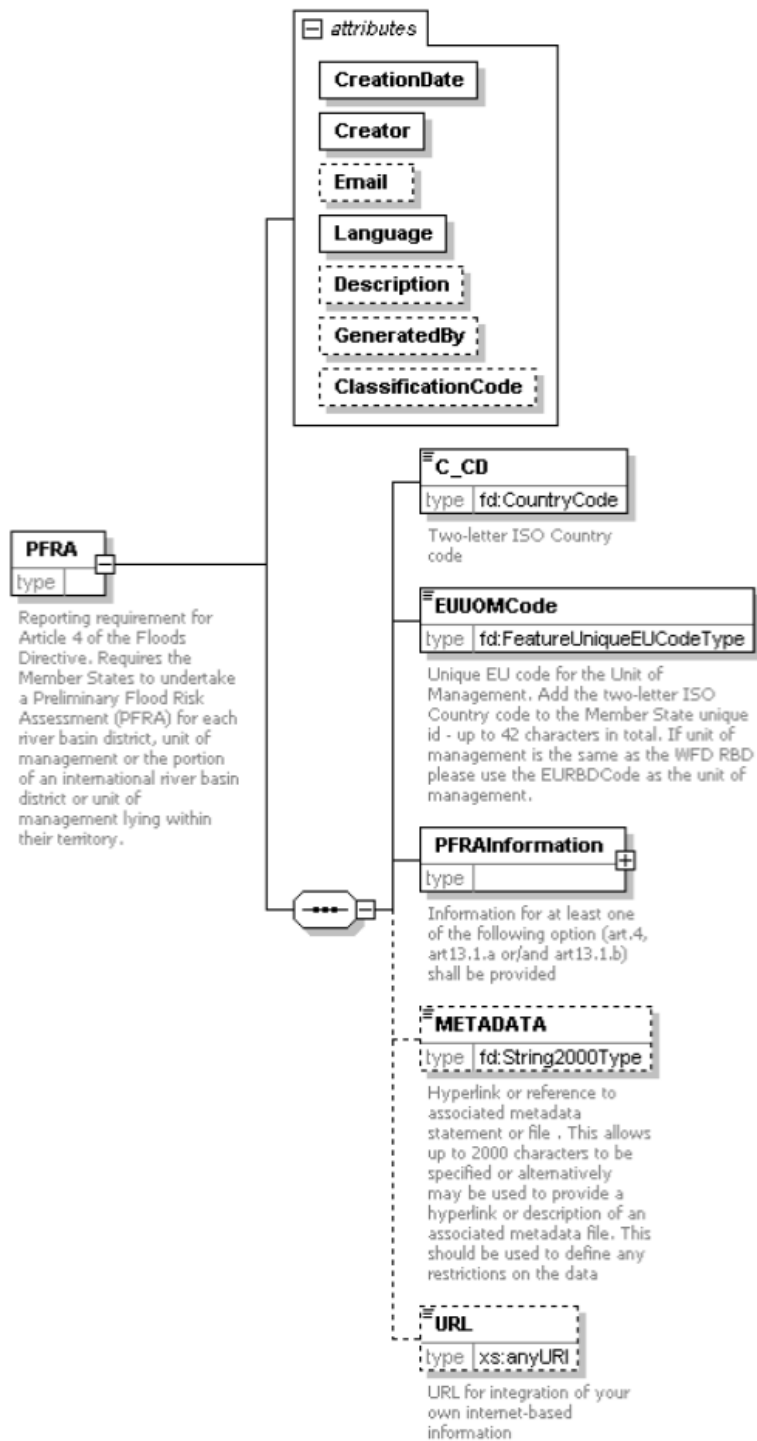 attributes
CreationDate
Creator
Email
Language
Description
GeneratedBy
ClassificationCode
PFRA
type
Reporting requirement for
Article 4 of the Floods
Directive. Requires the
Member States to undertake
a Preliminary Flood Risk
Assessment (PFRA) for each
river basin district, unit of
management or the portion
of an international river basin
district or unit of
management lying within
their territory.
C_CD
type fd:CountryCode
Two-letter ISO Country
code
EUUOMCode
type fd:FeatureUniqueEUCodeType
Unique EU code for the Unit of
Management. Add the two-letter ISO
Country code to the Member State unique
id - up to 42 characters in total. If unit of
management is the same as the WFD RBD
please use the EURBDCode as the unit of
management.
PFRAInformation
type
Information for at least one
of the following option (art.4,
art13.1.a or/and art13.1.b)
shall be provided
METADATA
type fd:String2000Type
Hyperlink or reference to
associated metadata
statement or file . This allows
up to 2000 characters to be
specified or alternatively
may be used to provide a
hyperlink or description of an
associated metadata file. This
should be used to define any
restrictions on the data
URL
type xs:anyURI
URL for integration of your
own internet-based
information